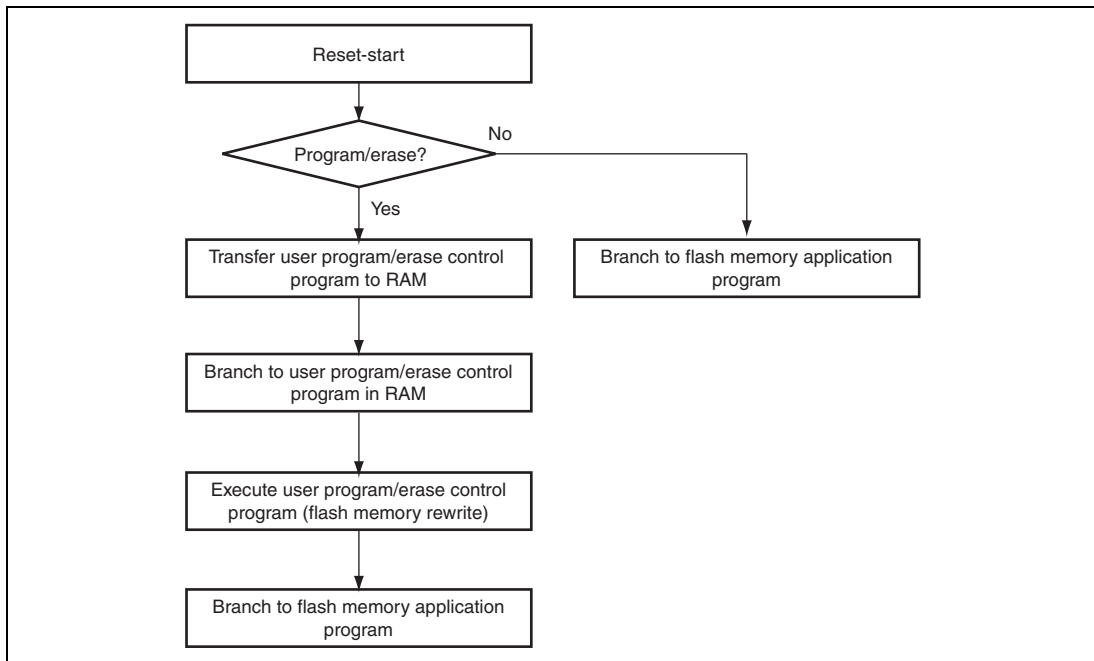 Reset-start
No
Program/erase?
Yes
Transfer user program/erase control
program to RAM
Branch to flash memory application
program
Branch to user program/erase control
program in RAM
Execute user program/erase control
program (flash memory rewrite)
Branch to flash memory application
program